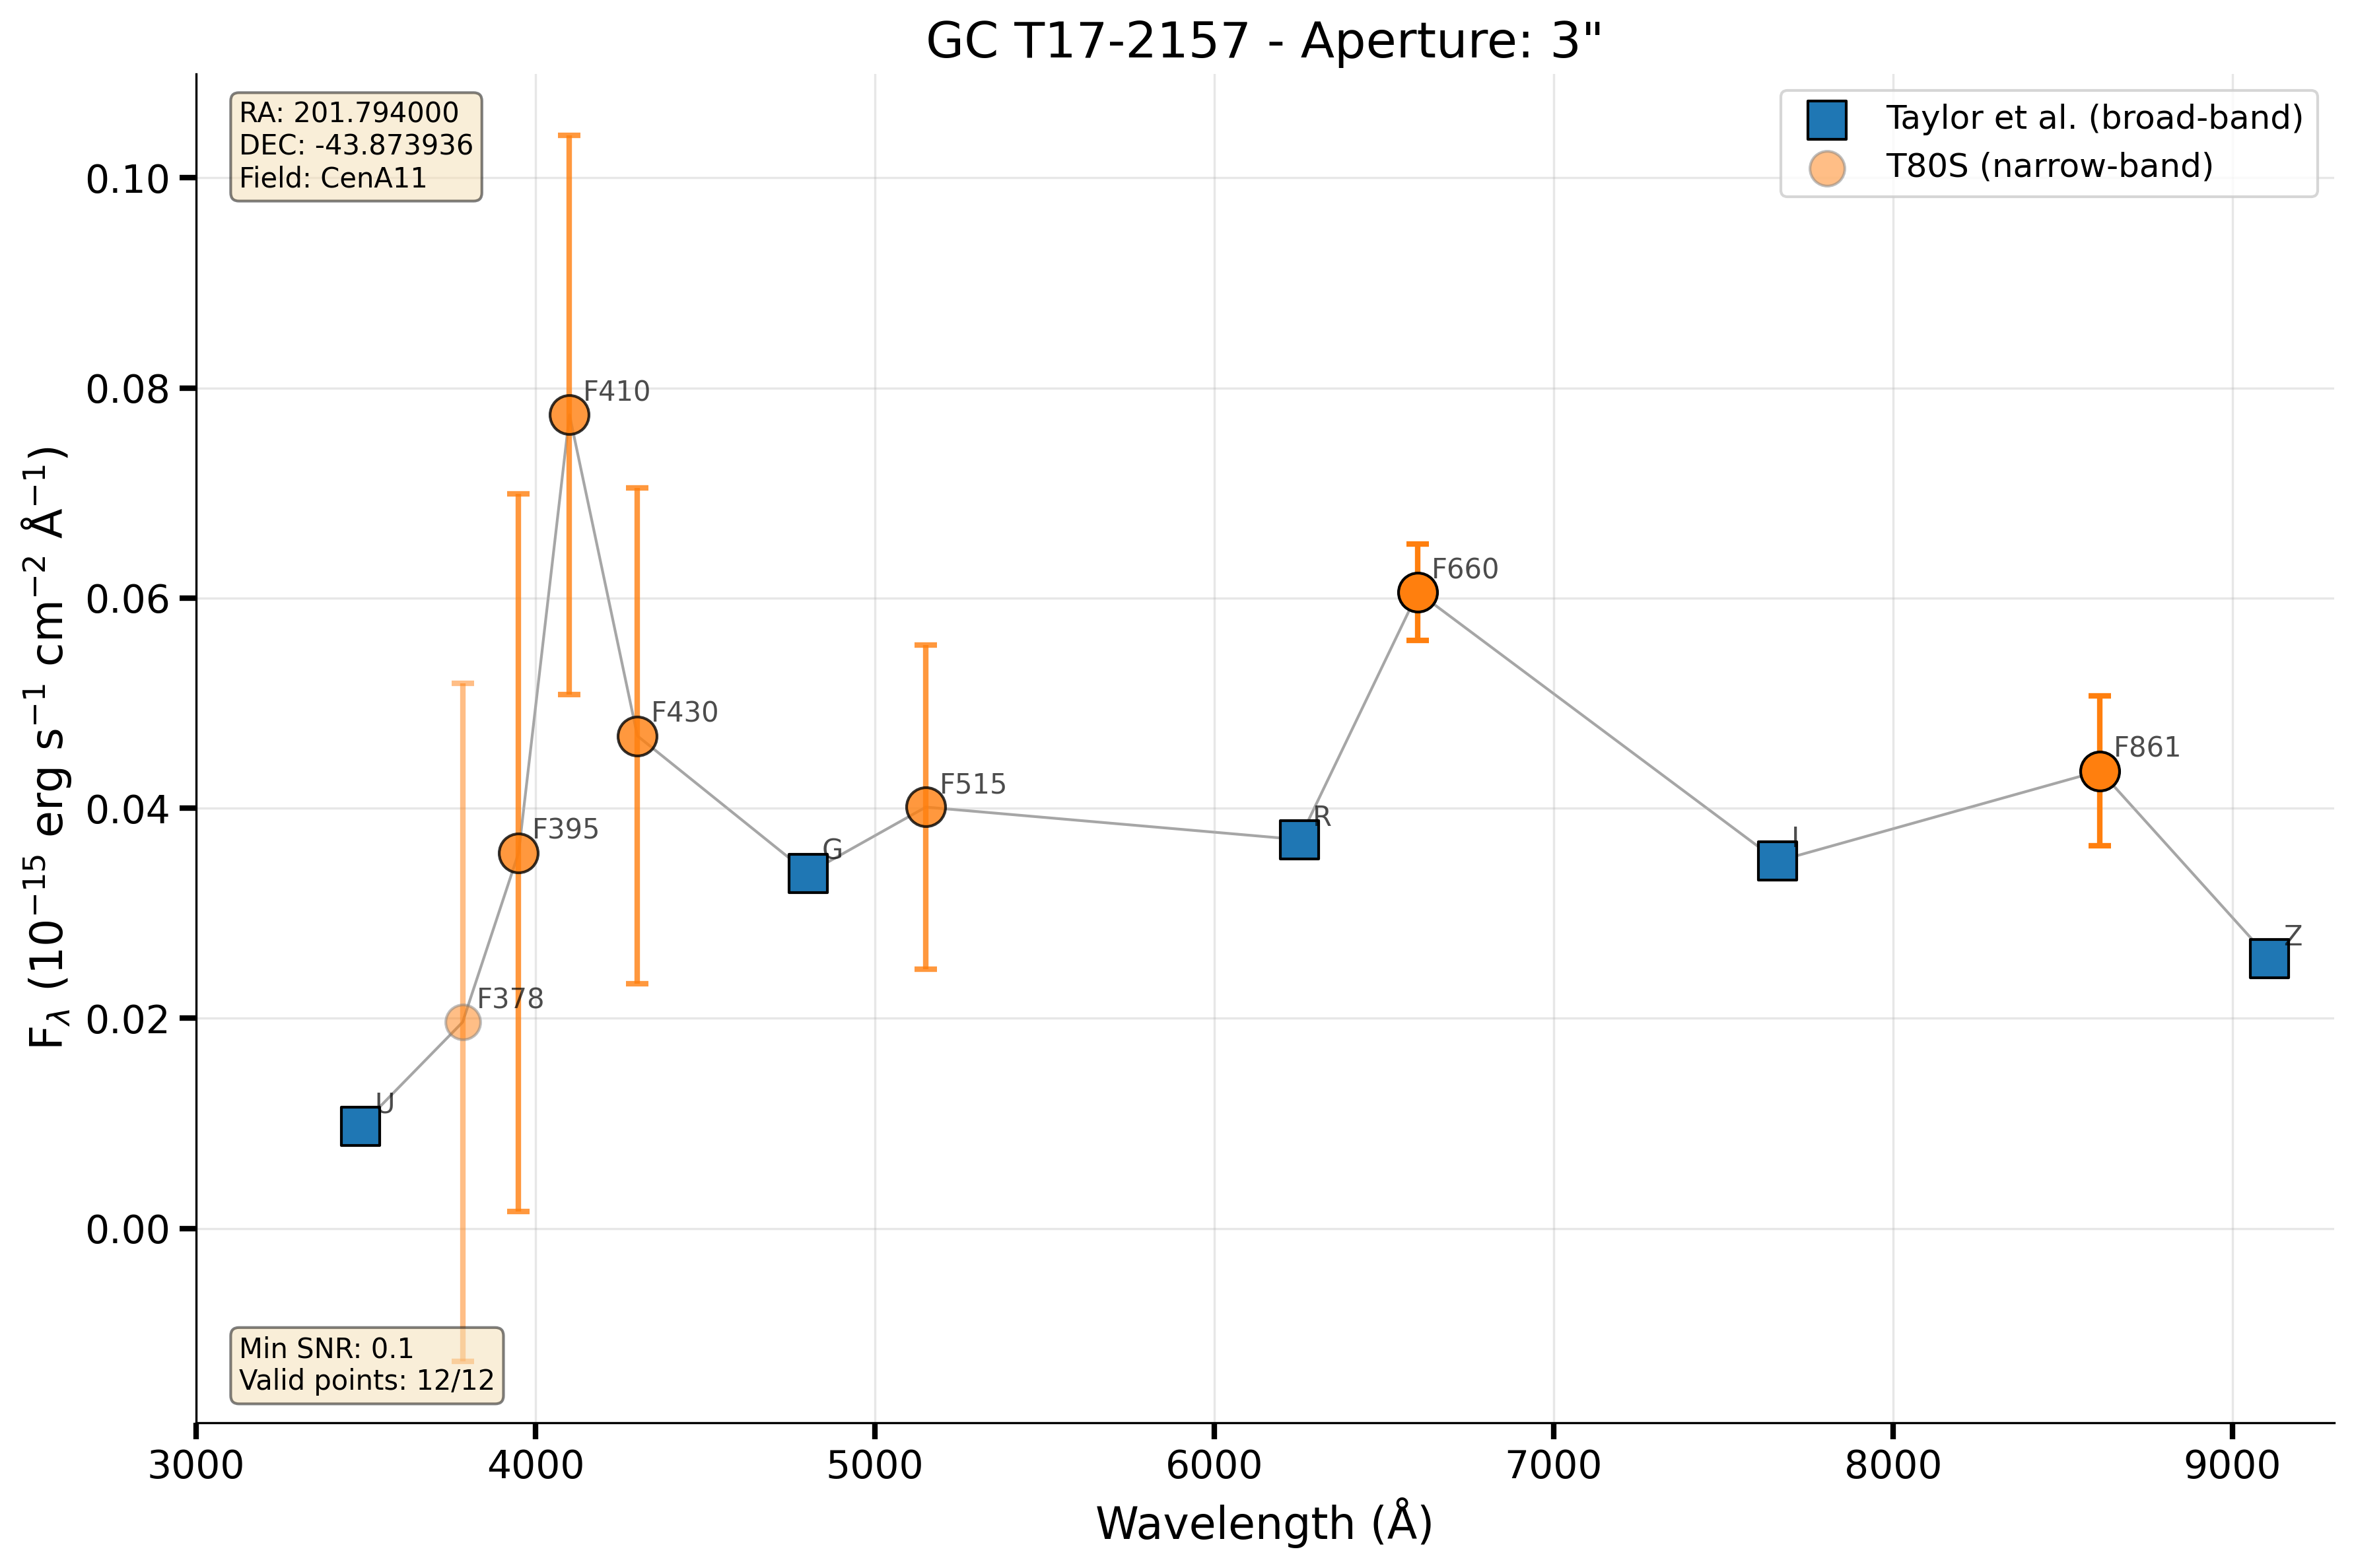 GC T17-2157 - Aperture: 3"
RA: 201.794000
DEC: -43.873936
Field: CenA11
Taylor et al. (broad-band)
T80S (narrow-band)
F410
F660
F430
F861
F515
F395
R
I
G
Z
F378
U
Min SNR: 0.1
Valid points: 12/12
0.10
0.08
0.06
0.04
0.02
0.00
Fλ (10⁻¹⁵ erg s⁻¹ cm⁻² Å⁻¹)
3000 4000 5000 6000 7000 8000 9000
Wavelength (Å)